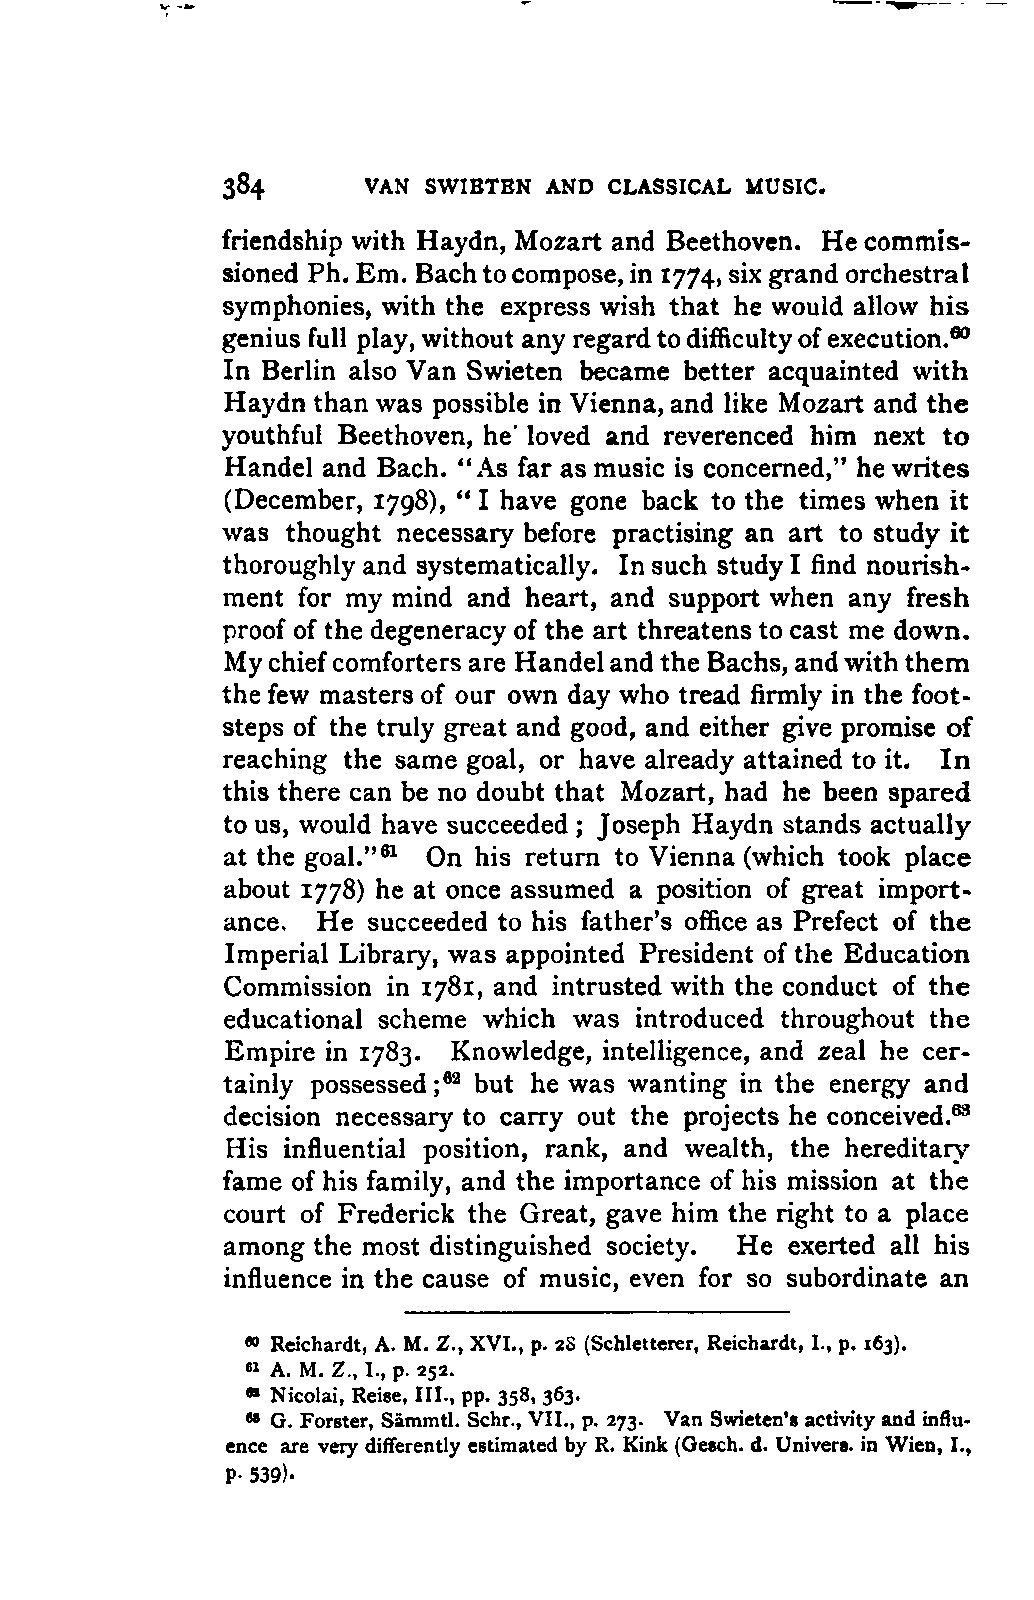 384 VAN SWIETEN AND CLASSICAL MUSIC.
friendship with Haydn, Mozart and Beethoven. He commis-
sioned Ph. Em. Bach to compose, in 1774, six grand orchestral
symphonies, with the express wish that he would allow his
genius full play, without any regard to difficulty of execution.⁶⁰
In Berlin also Van Swieten became better acquainted with
Haydn than was possible in Vienna, and like Mozart and the
youthful Beethoven, he loved and reverenced him next to
Handel and Bach. "As far as music is concerned," he writes
(December, 1798), "I have gone back to the times when it
was thought necessary before practising an art to study it
thoroughly and systematically. In such study I find nourish-
ment for my mind and heart, and support when any fresh
proof of the degeneracy of the art threatens to cast me down.
My chief comforters are Handel and the Bachs, and with them
the few masters of our own day who tread firmly in the foot-
steps of the truly great and good, and either give promise of
reaching the same goal, or have already attained to it. In
this there can be no doubt that Mozart, had he been spared
to us, would have succeeded; Joseph Haydn stands actually
at the goal."⁶¹ On his return to Vienna (which took place
about 1778) he at once assumed a position of great import-
ance. He succeeded to his father's office as Prefect of the
Imperial Library, was appointed President of the Education
Commission in 1781, and intrusted with the conduct of the
educational scheme which was introduced throughout the
Empire in 1783. Knowledge, intelligence, and zeal he cer-
tainly possessed;⁶² but he was wanting in the energy and
decision necessary to carry out the projects he conceived.⁶³
His influential position, rank, and wealth, the hereditary
fame of his family, and the importance of his mission at the
court of Frederick the Great, gave him the right to a place
among the most distinguished society. He exerted all his
influence in the cause of music, even for so subordinate an
⁶⁰ Reichardt, A. M. Z., XVI., p. 28 (Schletterer, Reichardt, I., p. 163).
⁶¹ A. M. Z., I., p. 252.
⁶² Nicolai, Reise, III., pp. 358, 363.
⁶³ G. Forster, Sämmtl. Schr., VII., p. 273. Van Swieten's activity and influ-
ence are very differently estimated by R. Kink (Gesch. d. Univers. in Wien, I.,
p. 539).